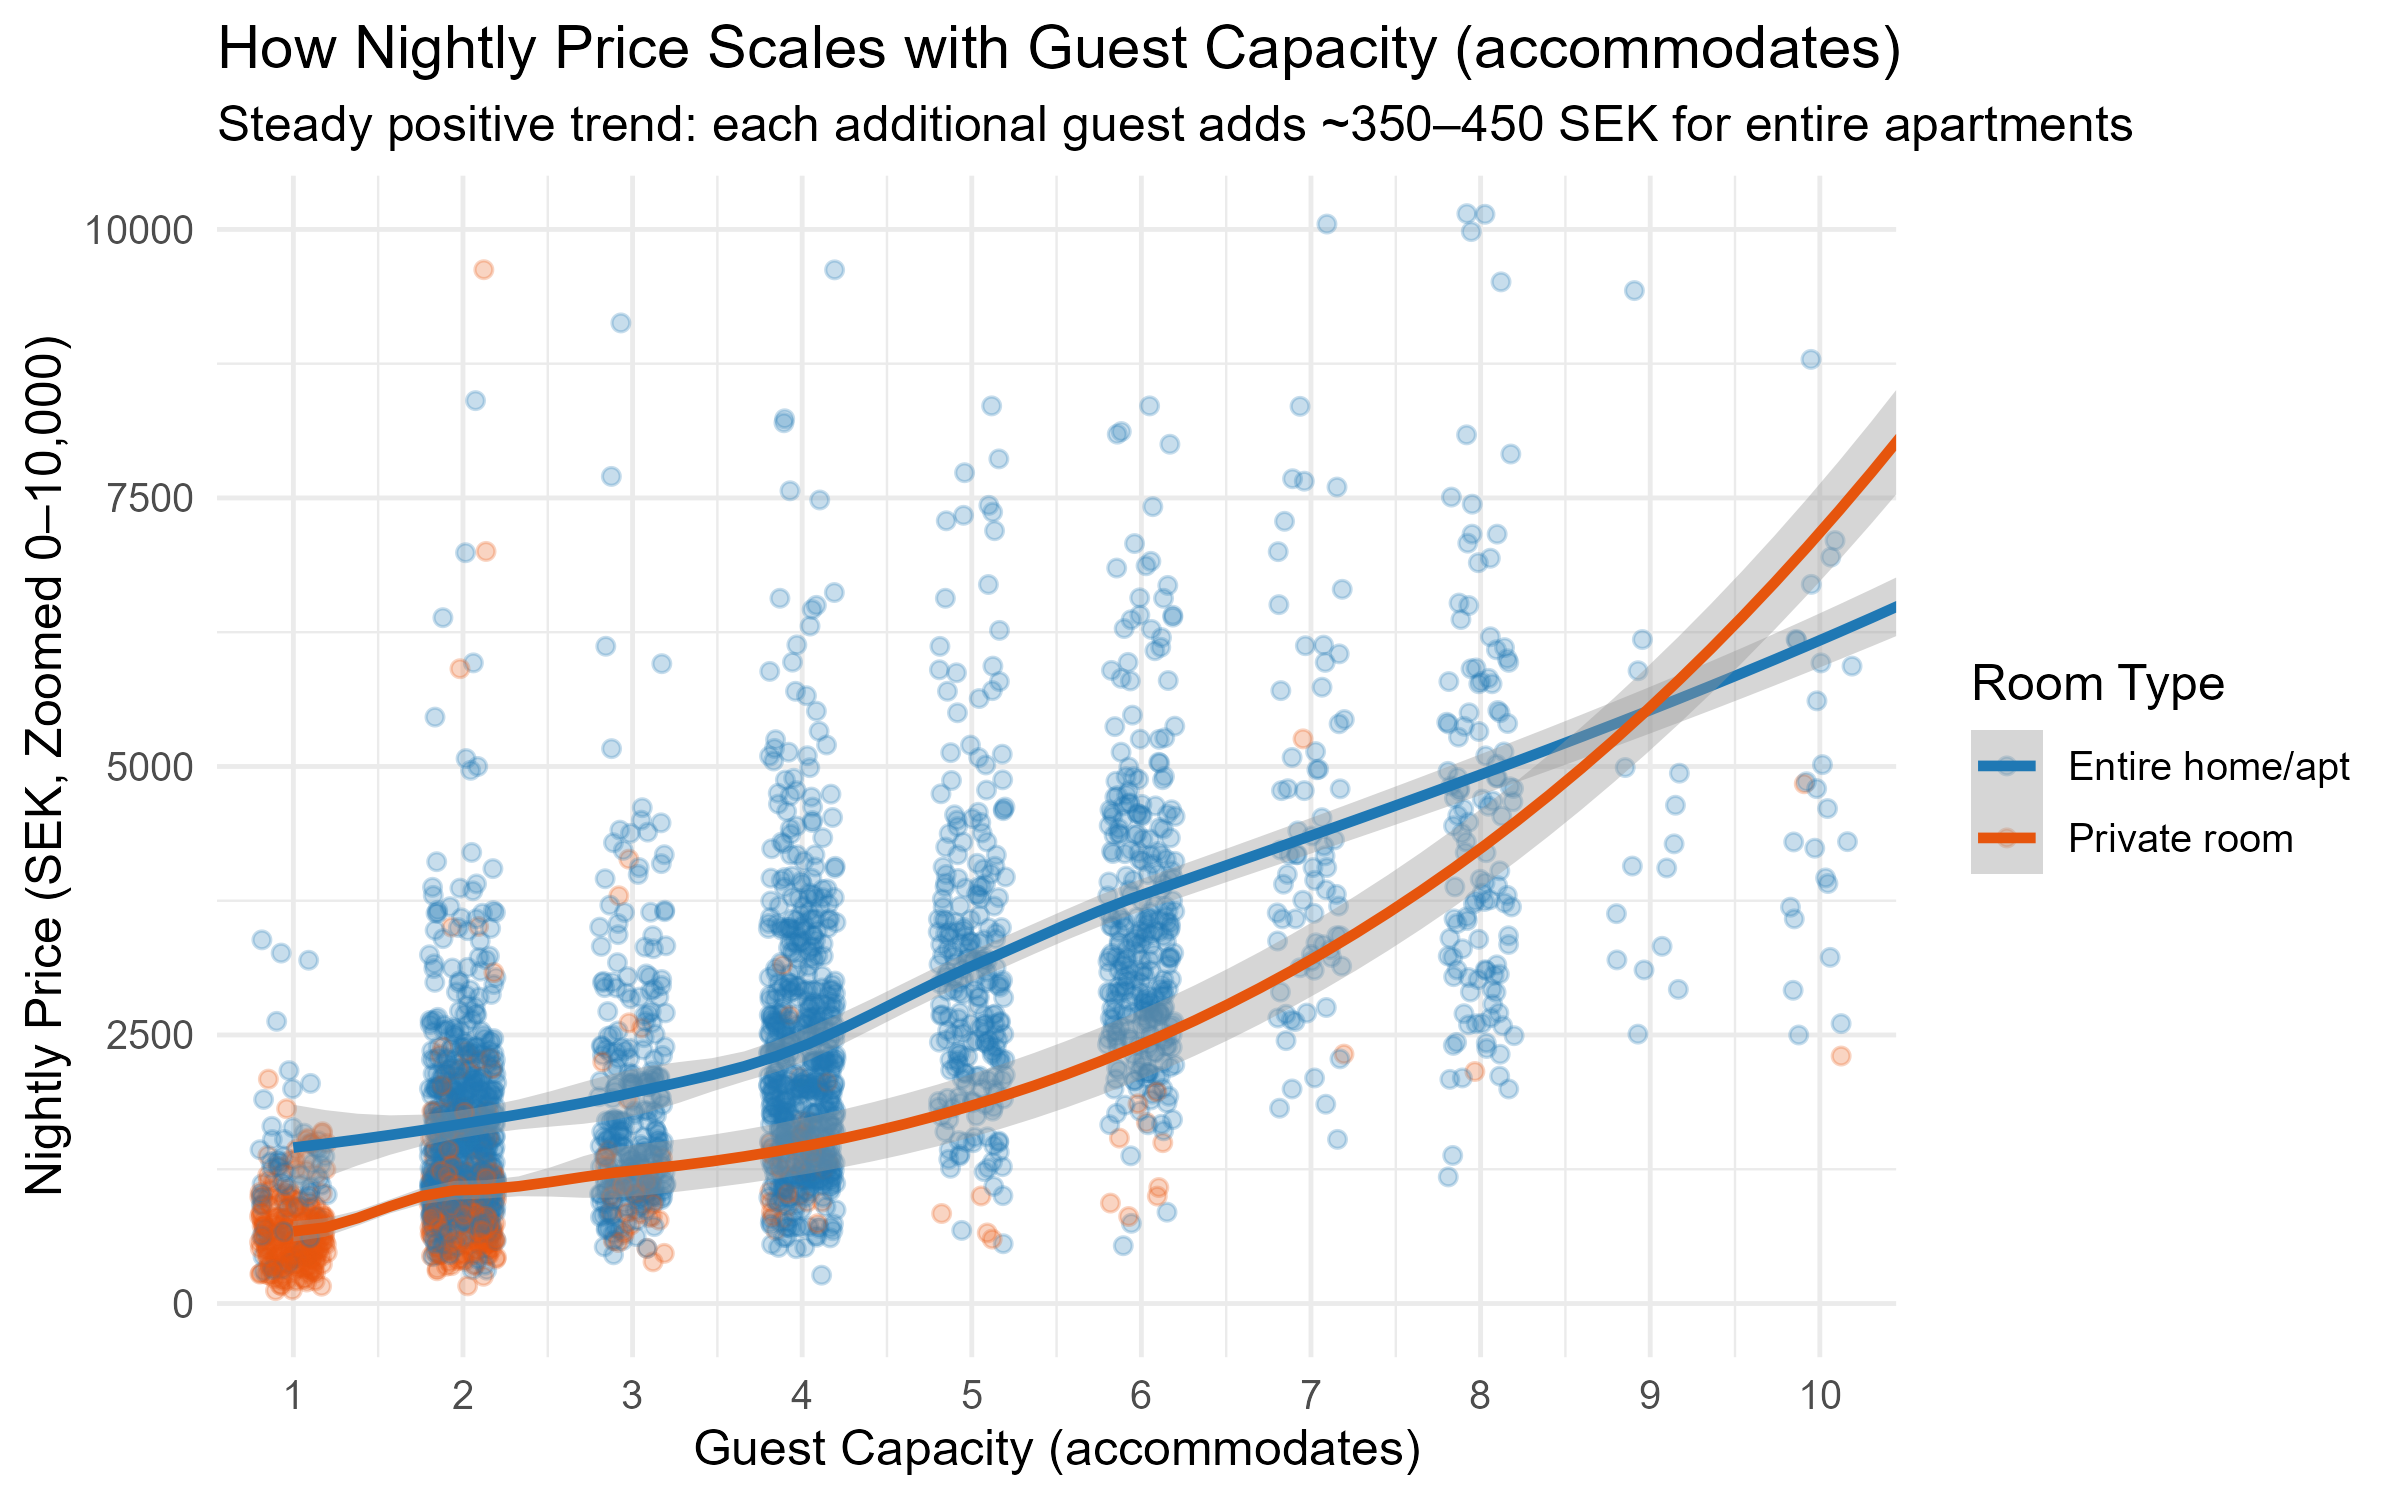 How Nightly Price Scales with Guest Capacity (accommodates)
Steady positive trend: each additional guest adds ~350–450 SEK for entire apartments
Nightly Price (SEK, Zoomed 0–10,000)
10000
7500
5000
2500
0
1 2 3 4 5 6 7 8 9 10
Guest Capacity (accommodates)
Room Type
Entire home/apt
Private room